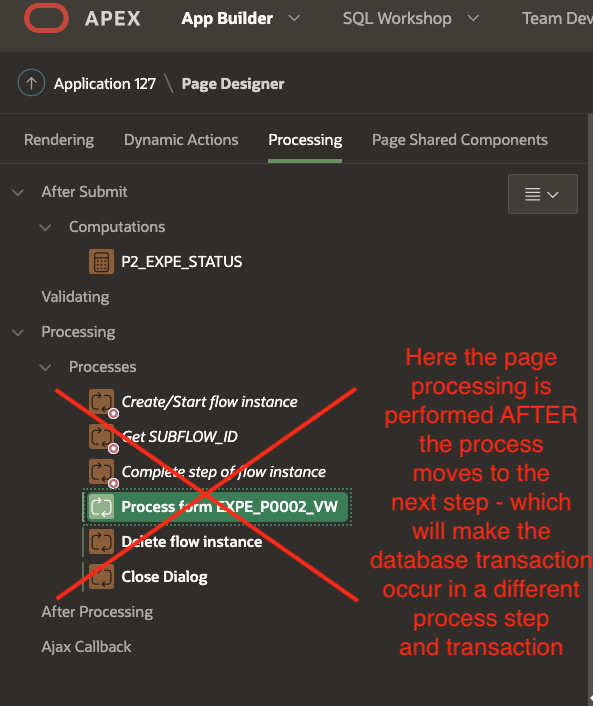 APEX App Builder SQL Workshop Team Dev
Application 127 \ Page Designer
Rendering Dynamic Actions Processing Page Shared Components
After Submit
Computations
P2_EXPE_STATUS
Validating
Processing
Processes
Create/Start flow instance
Get SUBFLOW_ID
Complete step of flow instance
Process form EXPE_P0002_VW
Delete flow instance
Close Dialog
After Processing
Ajax Callback
Here the page
processing is
performed AFTER
the process
moves to the
next step - which
will make the
database transaction
occur in a different
process step
and transaction